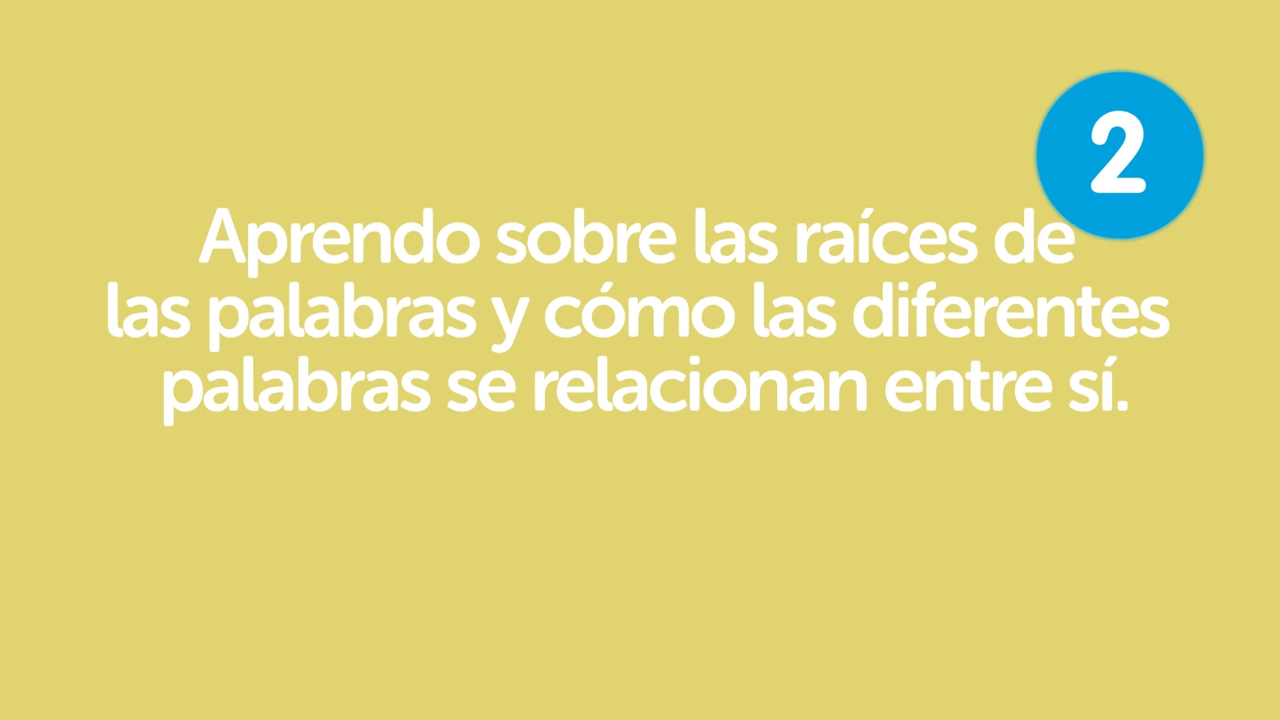 2
Aprendo sobre las raíces de
las palabras y cómo las diferentes
palabras se relacionan entre sí.